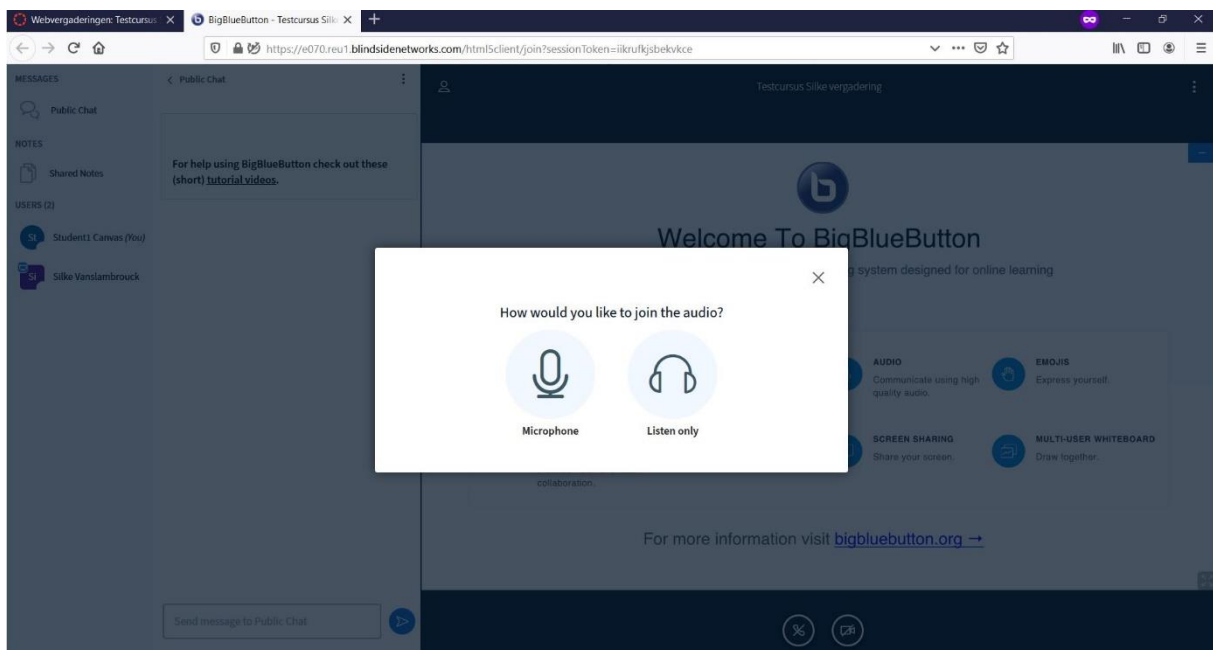 Webvergaderingen: Testcursus
BigBlueButton - Testcursus Silke
https://e070.reu1.blindsidenetworks.com/html5client/join?sessionToken=iikrufkjsbekvkce
MESSAGES
Public Chat
NOTES
Shared Notes
USERS (2)
St
Student1 Canvas (You)
Si
Silke Vanslambrouck
Public Chat
For help using BigBlueButton check out these
(short) tutorial videos.
Send message to Public Chat
Testcursus Silke vergadering
b
Welcome To BigBlueButton
system designed for online learning
How would you like to join the audio?
Microphone
Listen only
AUDIO
Communicate using high
quality audio.
EMOJIS
Express yourself.
SCREEN SHARING
Share your screen.
MULTI-USER WHITEBOARD
Draw together.
collaboration.
For more information visit bigbluebutton.org →